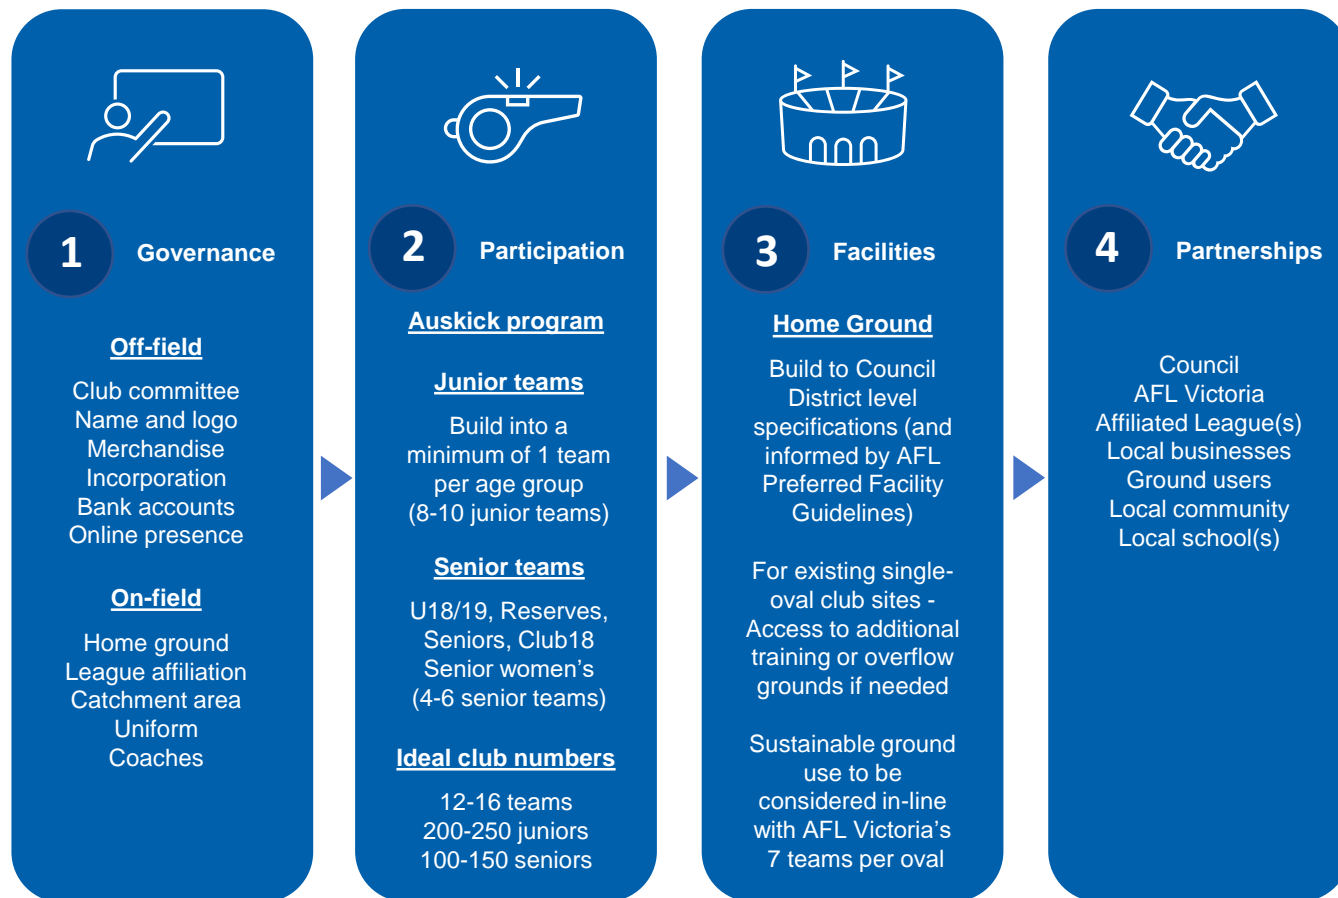 1
Governance
Off-field
Club committee
Name and logo
Merchandise
Incorporation
Bank accounts
Online presence
On-field
Home ground
League affiliation
Catchment area
Uniform
Coaches
2
Participation
Auskick program
Junior teams
Build into a
minimum of 1 team
per age group
(8-10 junior teams)
Senior teams
U18/19, Reserves,
Seniors, Club18
Senior women's
(4-6 senior teams)
Ideal club numbers
12-16 teams
200-250 juniors
100-150 seniors
3
Facilities
Home Ground
Build to Council
District level
specifications (and
informed by AFL
Preferred Facility
Guidelines)
For existing single-
oval club sites -
Access to additional
training or overflow
grounds if needed
Sustainable ground
use to be
considered in-line
with AFL Victoria's
7 teams per oval
4
Partnerships
Council
AFL Victoria
Affiliated League(s)
Local businesses
Ground users
Local community
Local school(s)